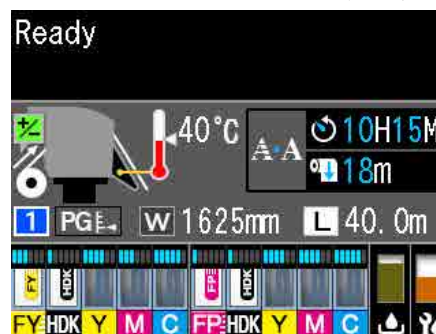 Ready
+/-
40°C
A A
10H15M
18m
1 PG W 1625mm L 40. 0m
FY HDK FP HDK
FY HDK Y M C FP HDK Y M C